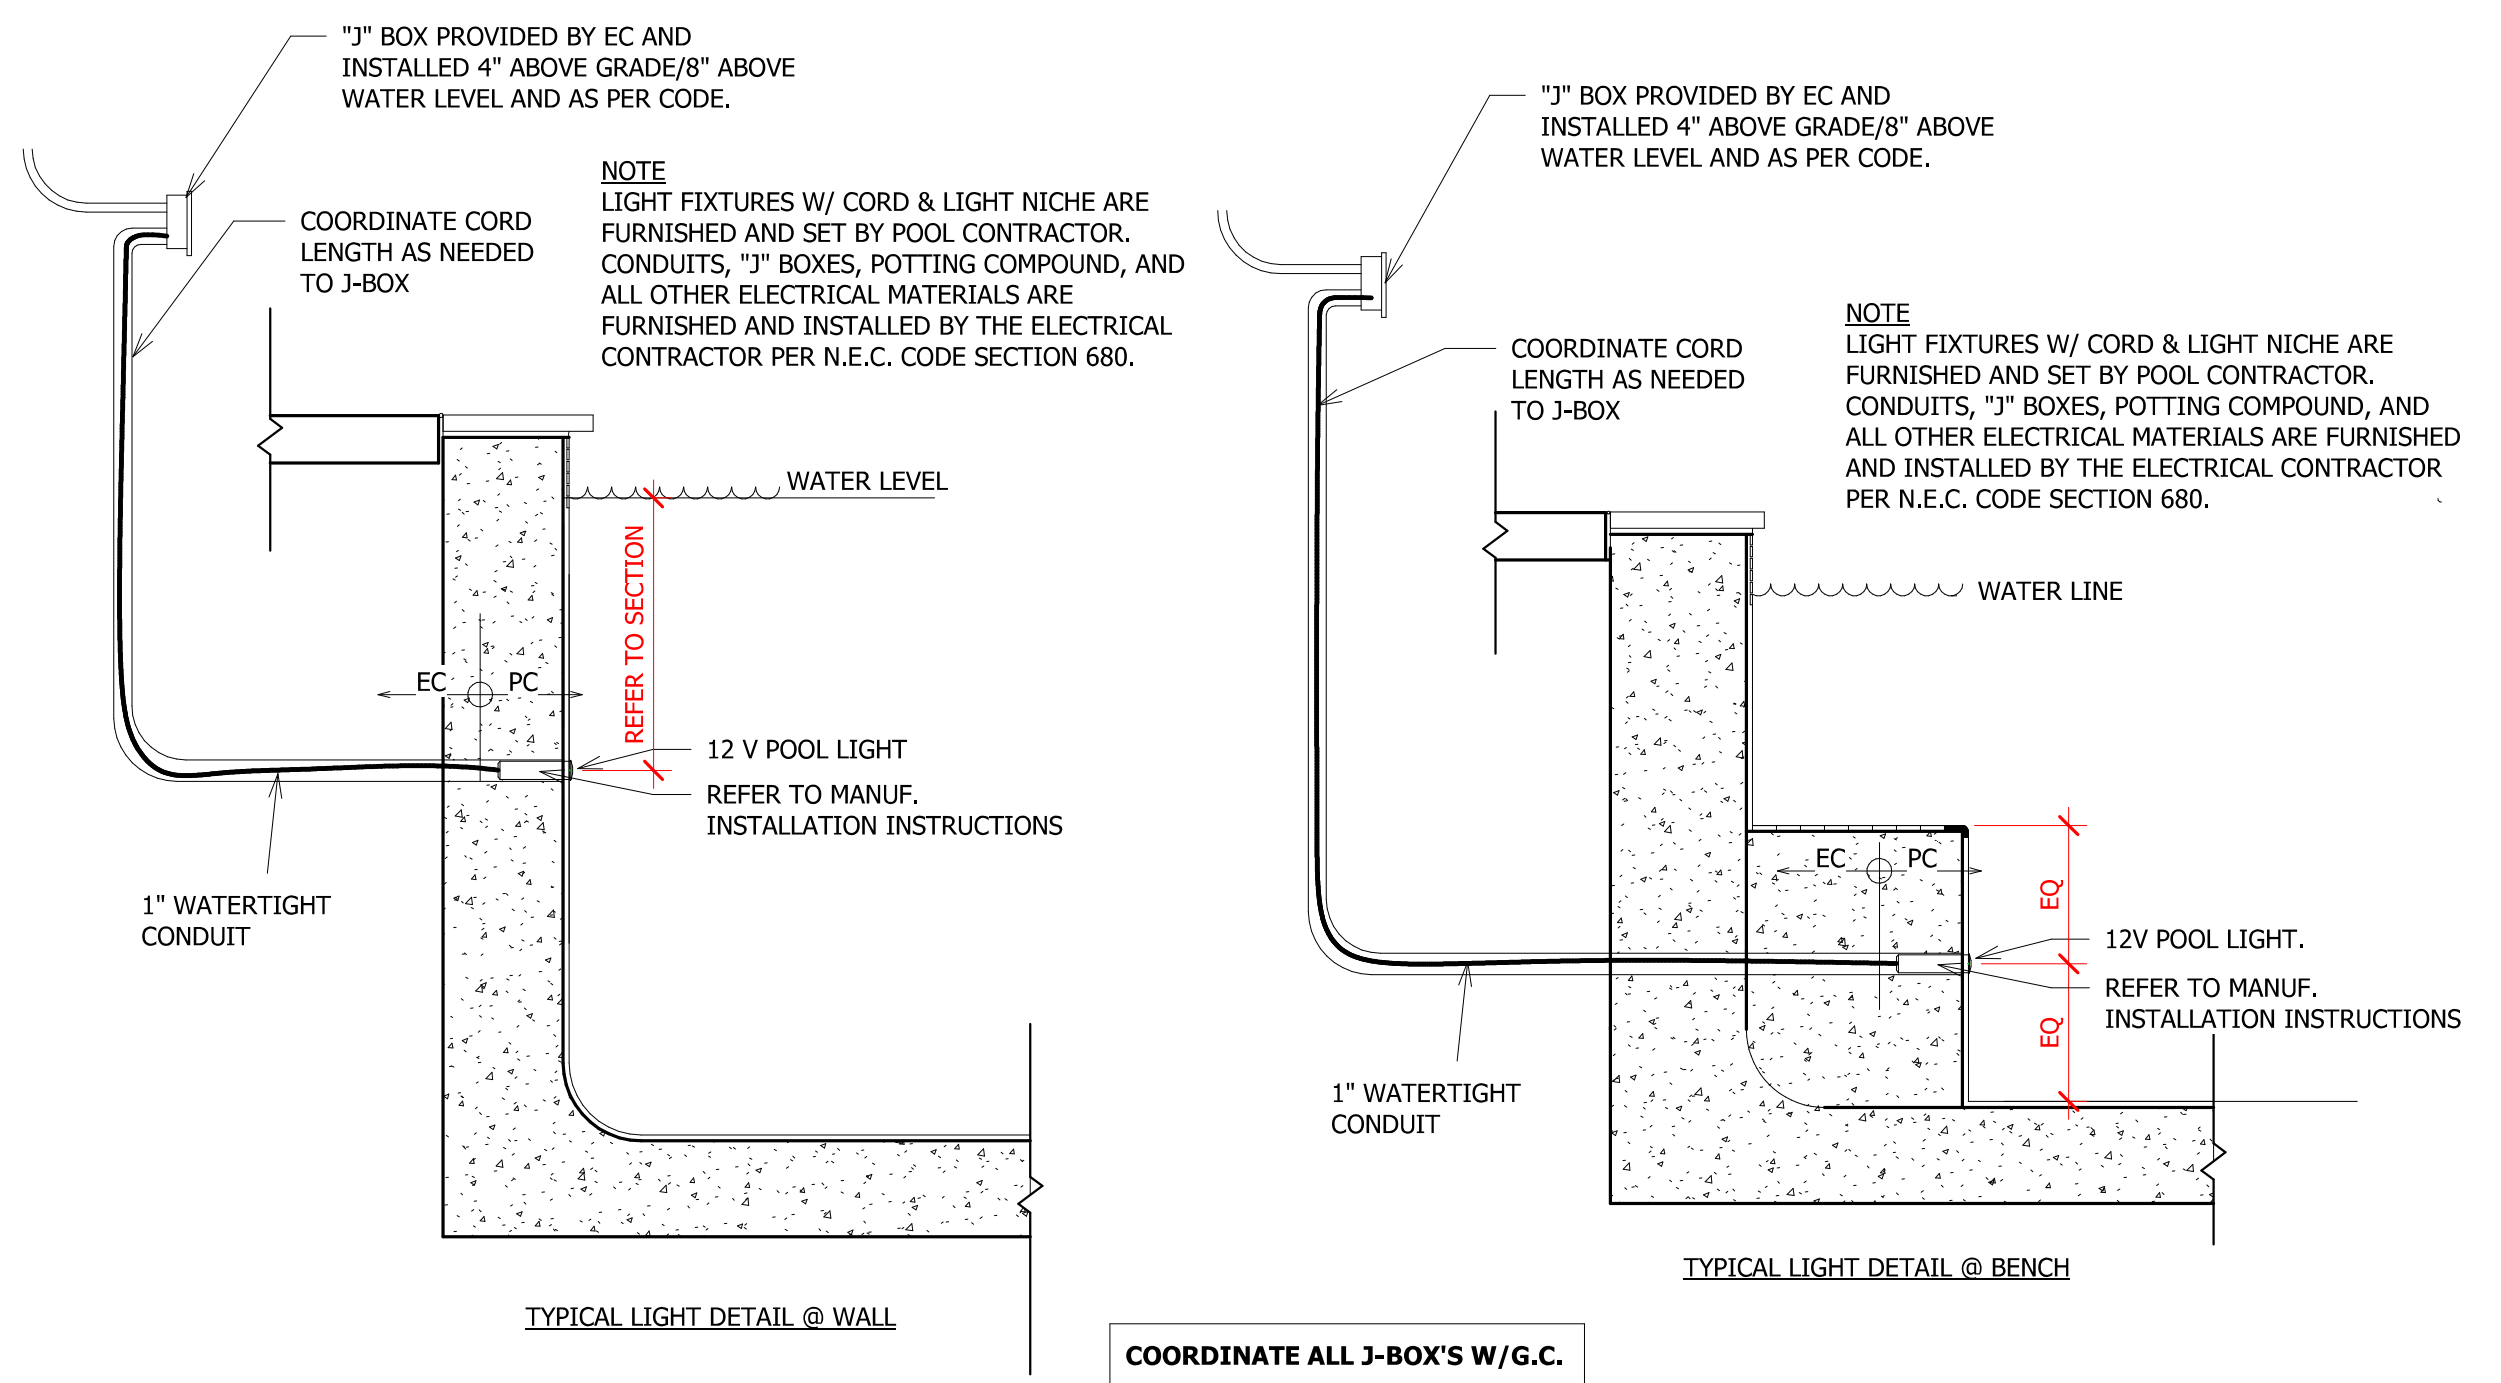 "J" BOX PROVIDED BY EC AND
INSTALLED 4" ABOVE GRADE/8" ABOVE
WATER LEVEL AND AS PER CODE.
COORDINATE CORD
LENGTH AS NEEDED
TO J-BOX
NOTE
LIGHT FIXTURES W/ CORD & LIGHT NICHE ARE
FURNISHED AND SET BY POOL CONTRACTOR.
CONDUITS, "J" BOXES, POTTING COMPOUND, AND
ALL OTHER ELECTRICAL MATERIALS ARE
FURNISHED AND INSTALLED BY THE ELECTRICAL
CONTRACTOR PER N.E.C. CODE SECTION 680.
WATER LEVEL
REFER TO SECTION
EC
PC
12 V POOL LIGHT
REFER TO MANUF.
INSTALLATION INSTRUCTIONS
1" WATERTIGHT
CONDUIT
TYPICAL LIGHT DETAIL @ WALL
"J" BOX PROVIDED BY EC AND
INSTALLED 4" ABOVE GRADE/8" ABOVE
WATER LEVEL AND AS PER CODE.
COORDINATE CORD
LENGTH AS NEEDED
TO J-BOX
NOTE
LIGHT FIXTURES W/ CORD & LIGHT NICHE ARE
FURNISHED AND SET BY POOL CONTRACTOR.
CONDUITS, "J" BOXES, POTTING COMPOUND, AND
ALL OTHER ELECTRICAL MATERIALS ARE FURNISHED
AND INSTALLED BY THE ELECTRICAL CONTRACTOR
PER N.E.C. CODE SECTION 680.
WATER LINE
EC
PC
EQ
12V POOL LIGHT.
REFER TO MANUF.
INSTALLATION INSTRUCTIONS
EQ
1" WATERTIGHT
CONDUIT
TYPICAL LIGHT DETAIL @ BENCH
COORDINATE ALL J-BOX'S W/G.C.